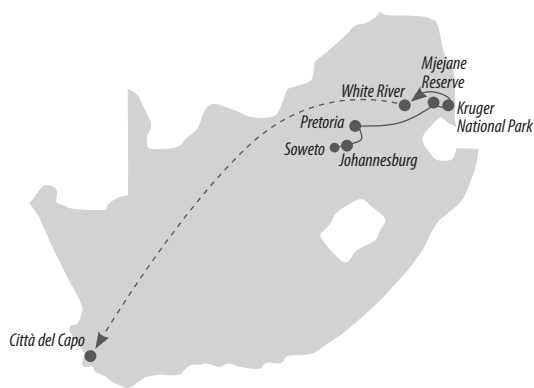 Mjejane
Reserve
White River
Kruger
National Park
Pretoria
Soweto
Johannesburg
Città del Capo